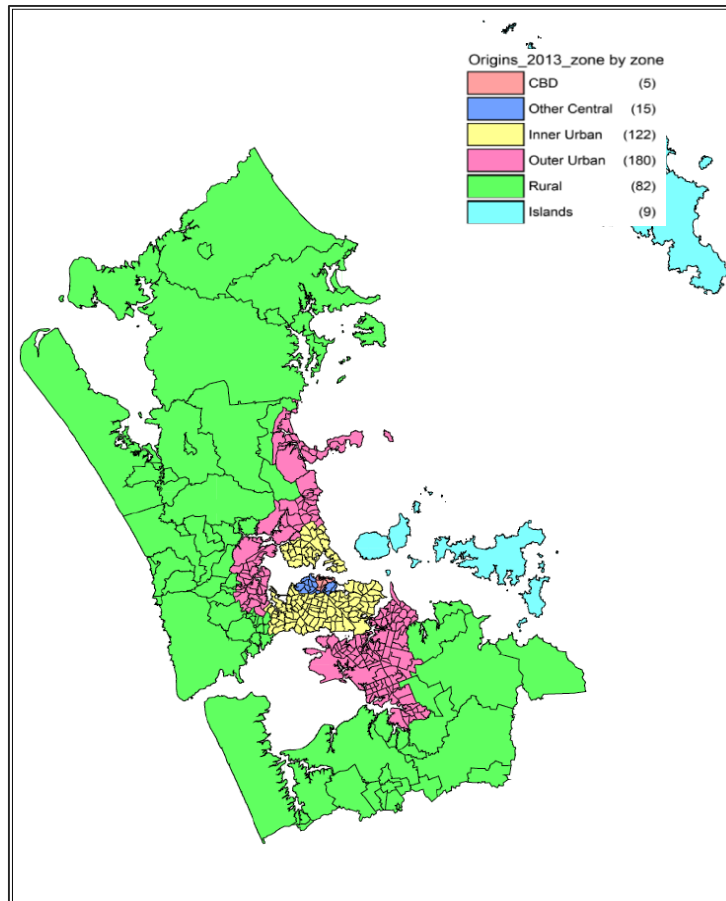 Origins_2013_zone by zone
CBD (5)
Other Central (15)
Inner Urban (122)
Outer Urban (180)
Rural (82)
Islands (9)